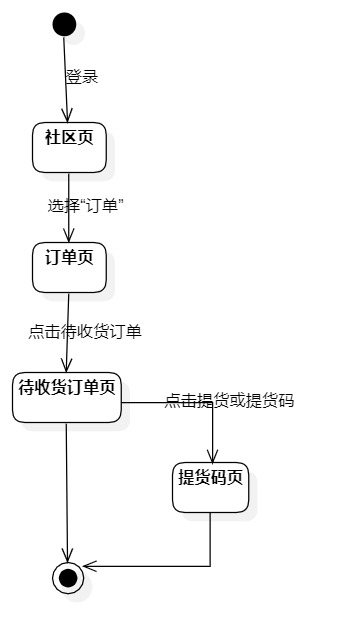 登录
社区页
选择“订单”
订单页
点击待收货订单
待收货订单页
点击提货或提货码
提货码页